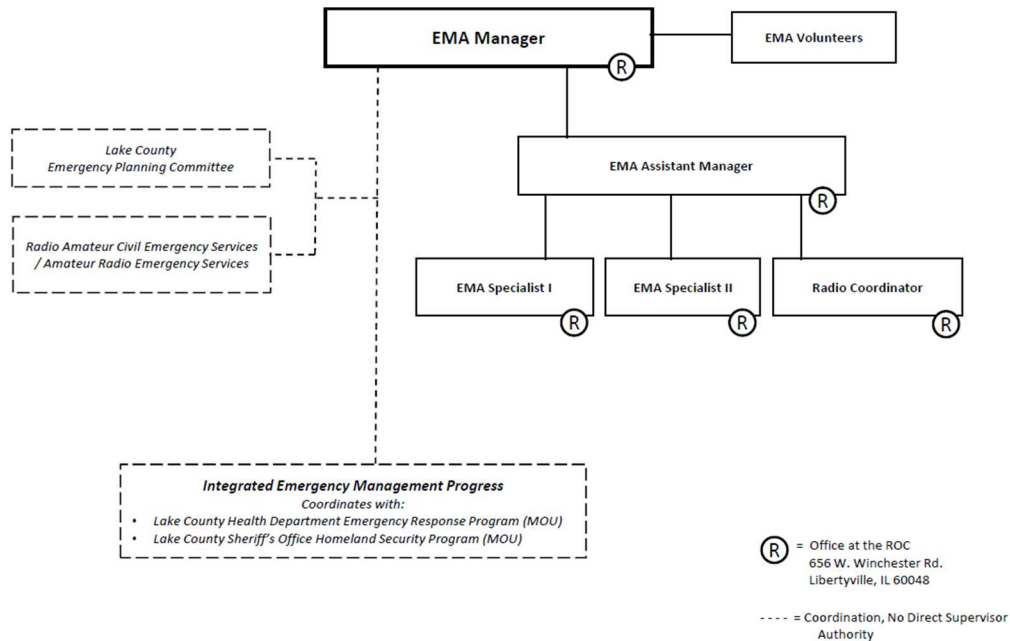 EMA Manager
R
EMA Volunteers
Lake County
Emergency Planning Committee
EMA Assistant Manager
R
Radio Amateur Civil Emergency Services
/ Amateur Radio Emergency Services
EMA Specialist I
R
EMA Specialist II
R
Radio Coordinator
R
Integrated Emergency Management Progress
Coordinates with:
• Lake County Health Department Emergency Response Program (MOU)
• Lake County Sheriff's Office Homeland Security Program (MOU)
R = Office at the ROC
656 W. Winchester Rd.
Libertyville, IL 60048
---- = Coordination, No Direct Supervisor
Authority